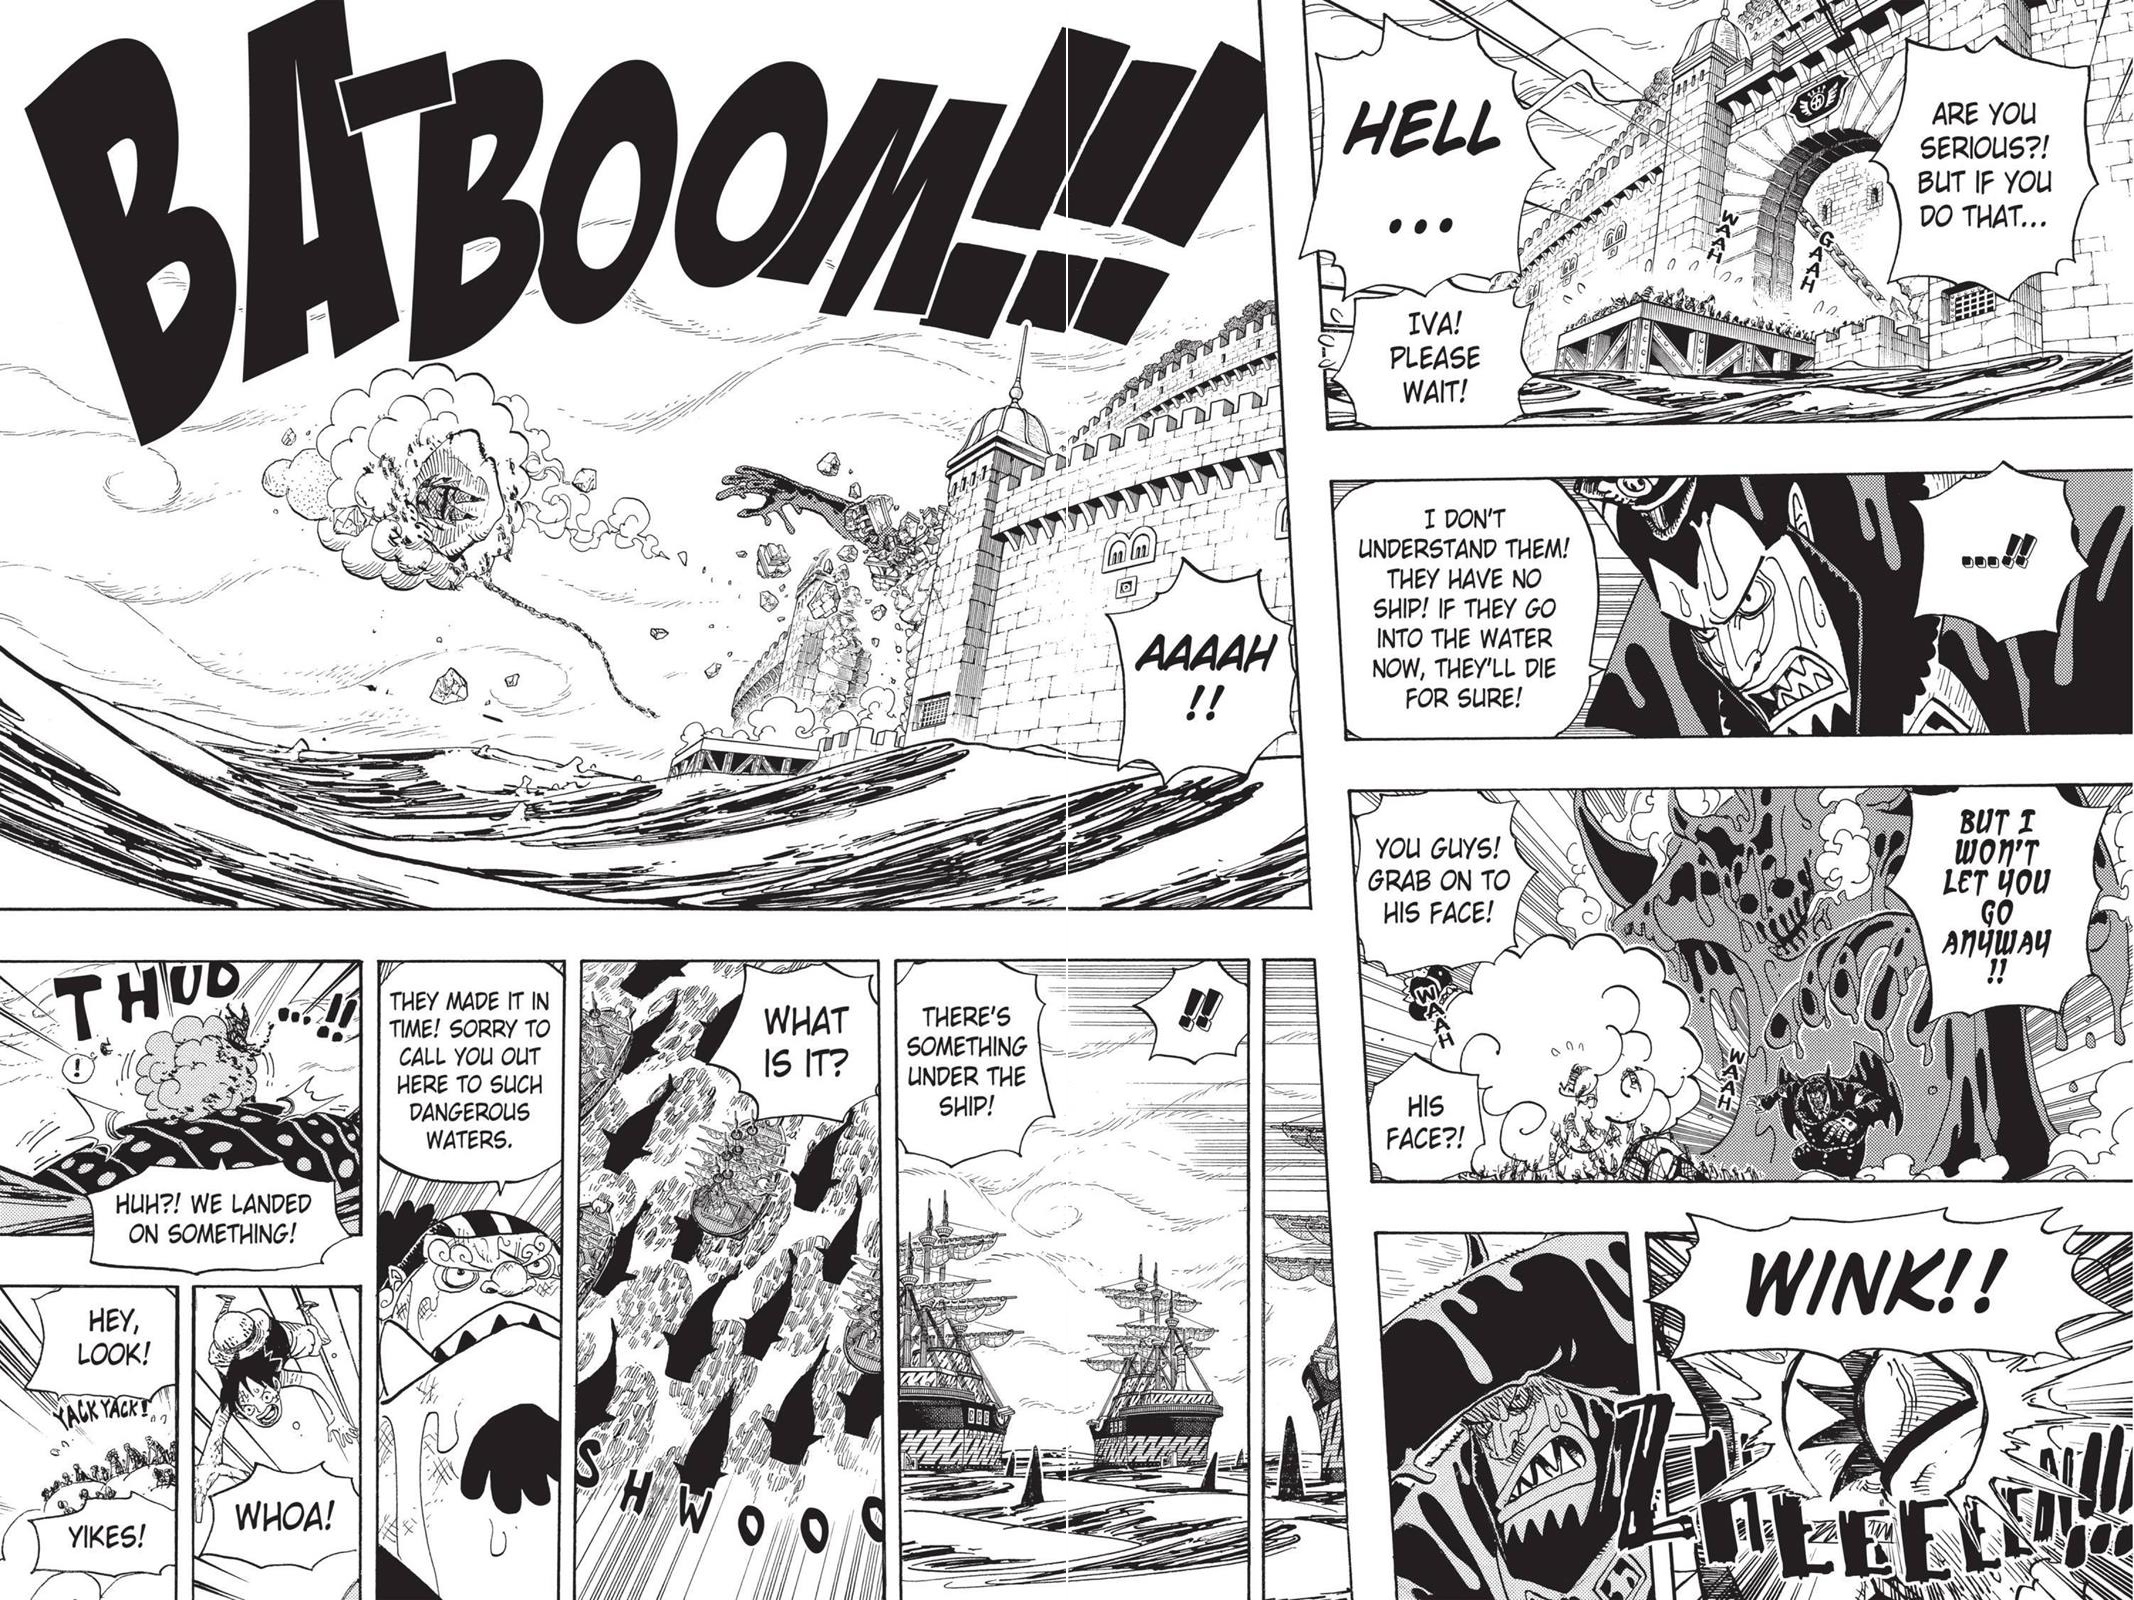 ARE YOU
SERIOUS?!
BUT IF YOU
DO THAT...
GAAH
WAAH
HELL
...
IVA!
PLEASE
WAIT!
...!!
I DON'T
UNDERSTAND THEM!
THEY HAVE NO
SHIP! IF THEY GO
INTO THE WATER
NOW, THEY'LL DIE
FOR SURE!
BUT I
WON'T
LET YOU
GO
ANYWAY
!!
YOU GUYS!
GRAB ON TO
HIS FACE!
WAAH
WAAH
HIS
FACE?!
WINK!!
BA-BOOM!!!
AAAAH
!!
!!
THERE'S
SOMETHING
UNDER THE
SHIP!
WHAT
IS IT?
SHWOOO
THEY MADE IT IN
TIME! SORRY TO
CALL YOU OUT
HERE TO SUCH
DANGEROUS
WATERS.
THUD
...!!
!
HUH?! WE LANDED
ON SOMETHING!
WHOA!
HEY,
LOOK!
YACK YACK!
YIKES!